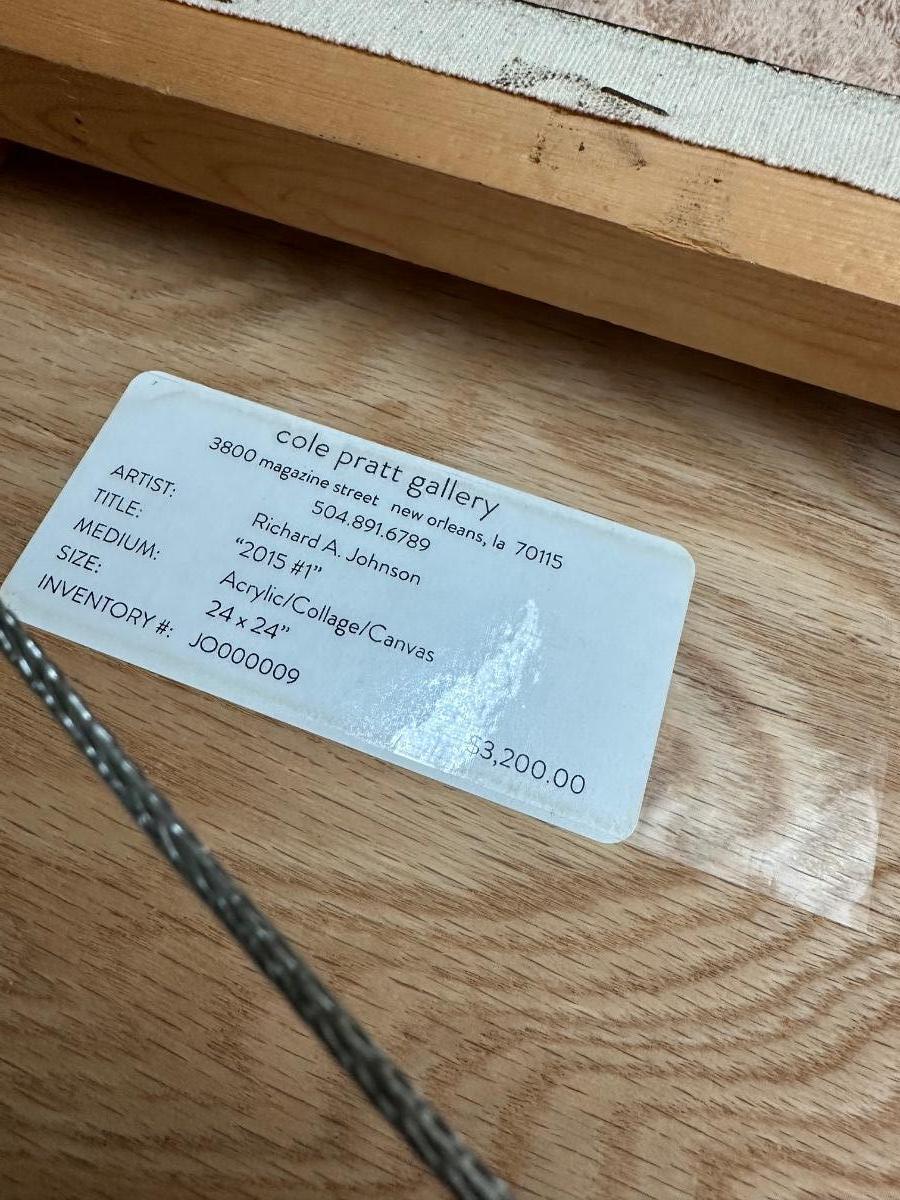 cole pratt gallery
3800 magazine street new orleans, la 70115
504.891.6789
ARTIST: Richard A. Johnson
TITLE: "2015 #1"
MEDIUM: Acrylic/Collage/Canvas
SIZE: 24 x 24"
INVENTORY #: JO000009
$3,200.00